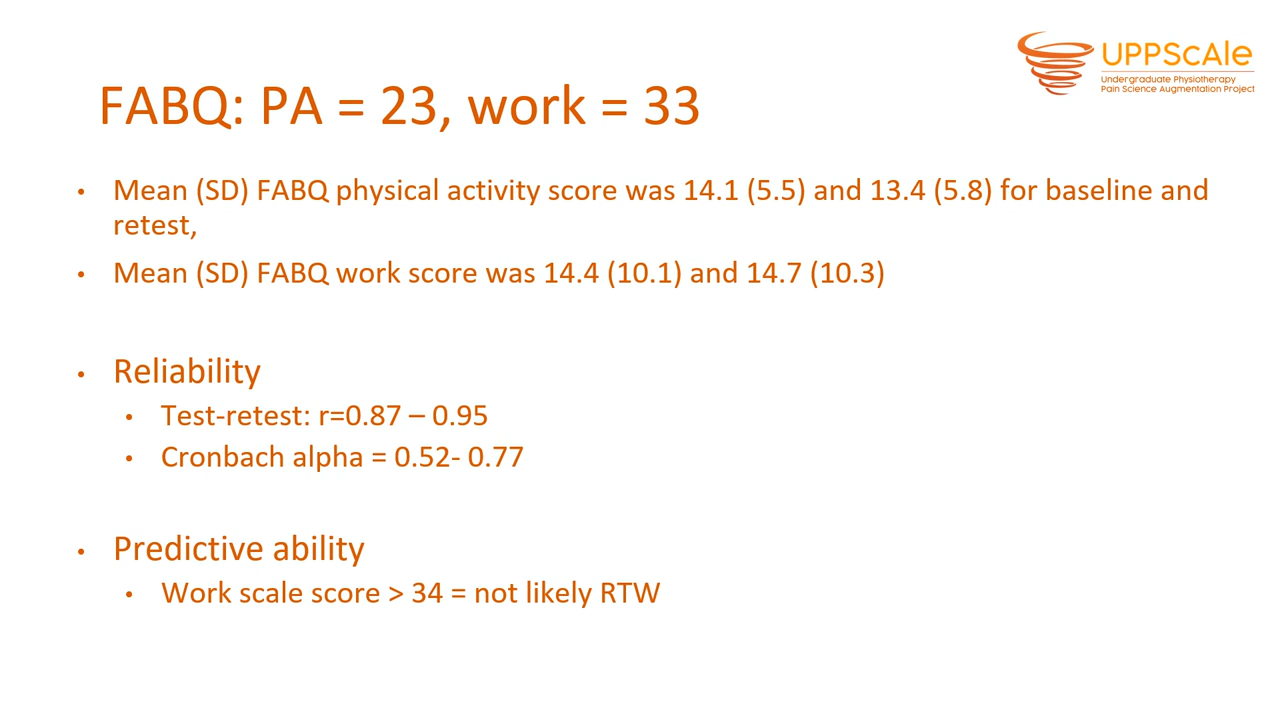 UPPScale
Undergraduate Physiotherapy
Pain Science Augmentation Project
FABQ: PA = 23, work = 33
• Mean (SD) FABQ physical activity score was 14.1 (5.5) and 13.4 (5.8) for baseline and
retest,
• Mean (SD) FABQ work score was 14.4 (10.1) and 14.7 (10.3)
• Reliability
• Test-retest: r=0.87 – 0.95
• Cronbach alpha = 0.52- 0.77
• Predictive ability
• Work scale score > 34 = not likely RTW